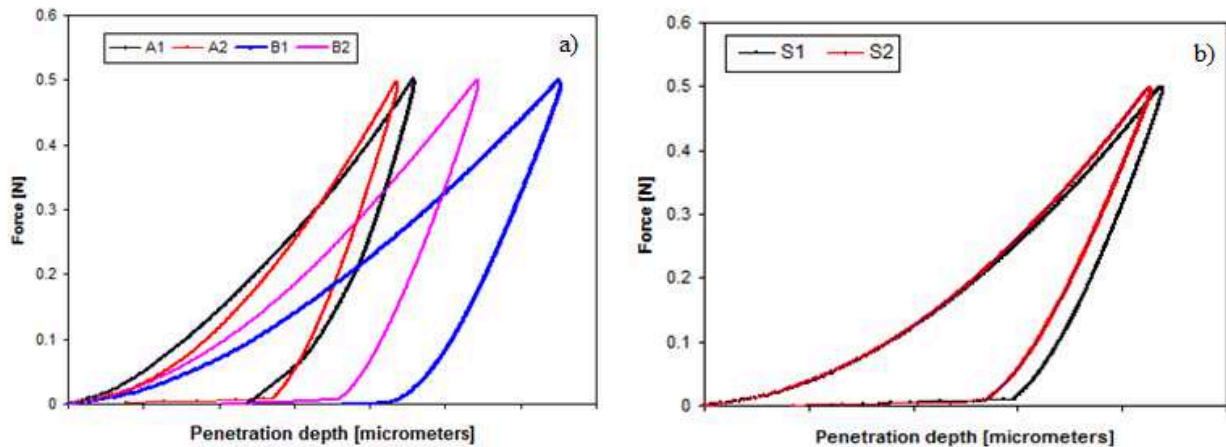 0.6
A1 A2 B1 B2
a)
0.5
0.4
0.3
0.2
0.1
0
Force [N]
Penetration depth [micrometers]
0.6
S1 S2
b)
0.5
0.4
0.3
0.2
0.1
0
Force [N]
Penetration depth [micrometers]